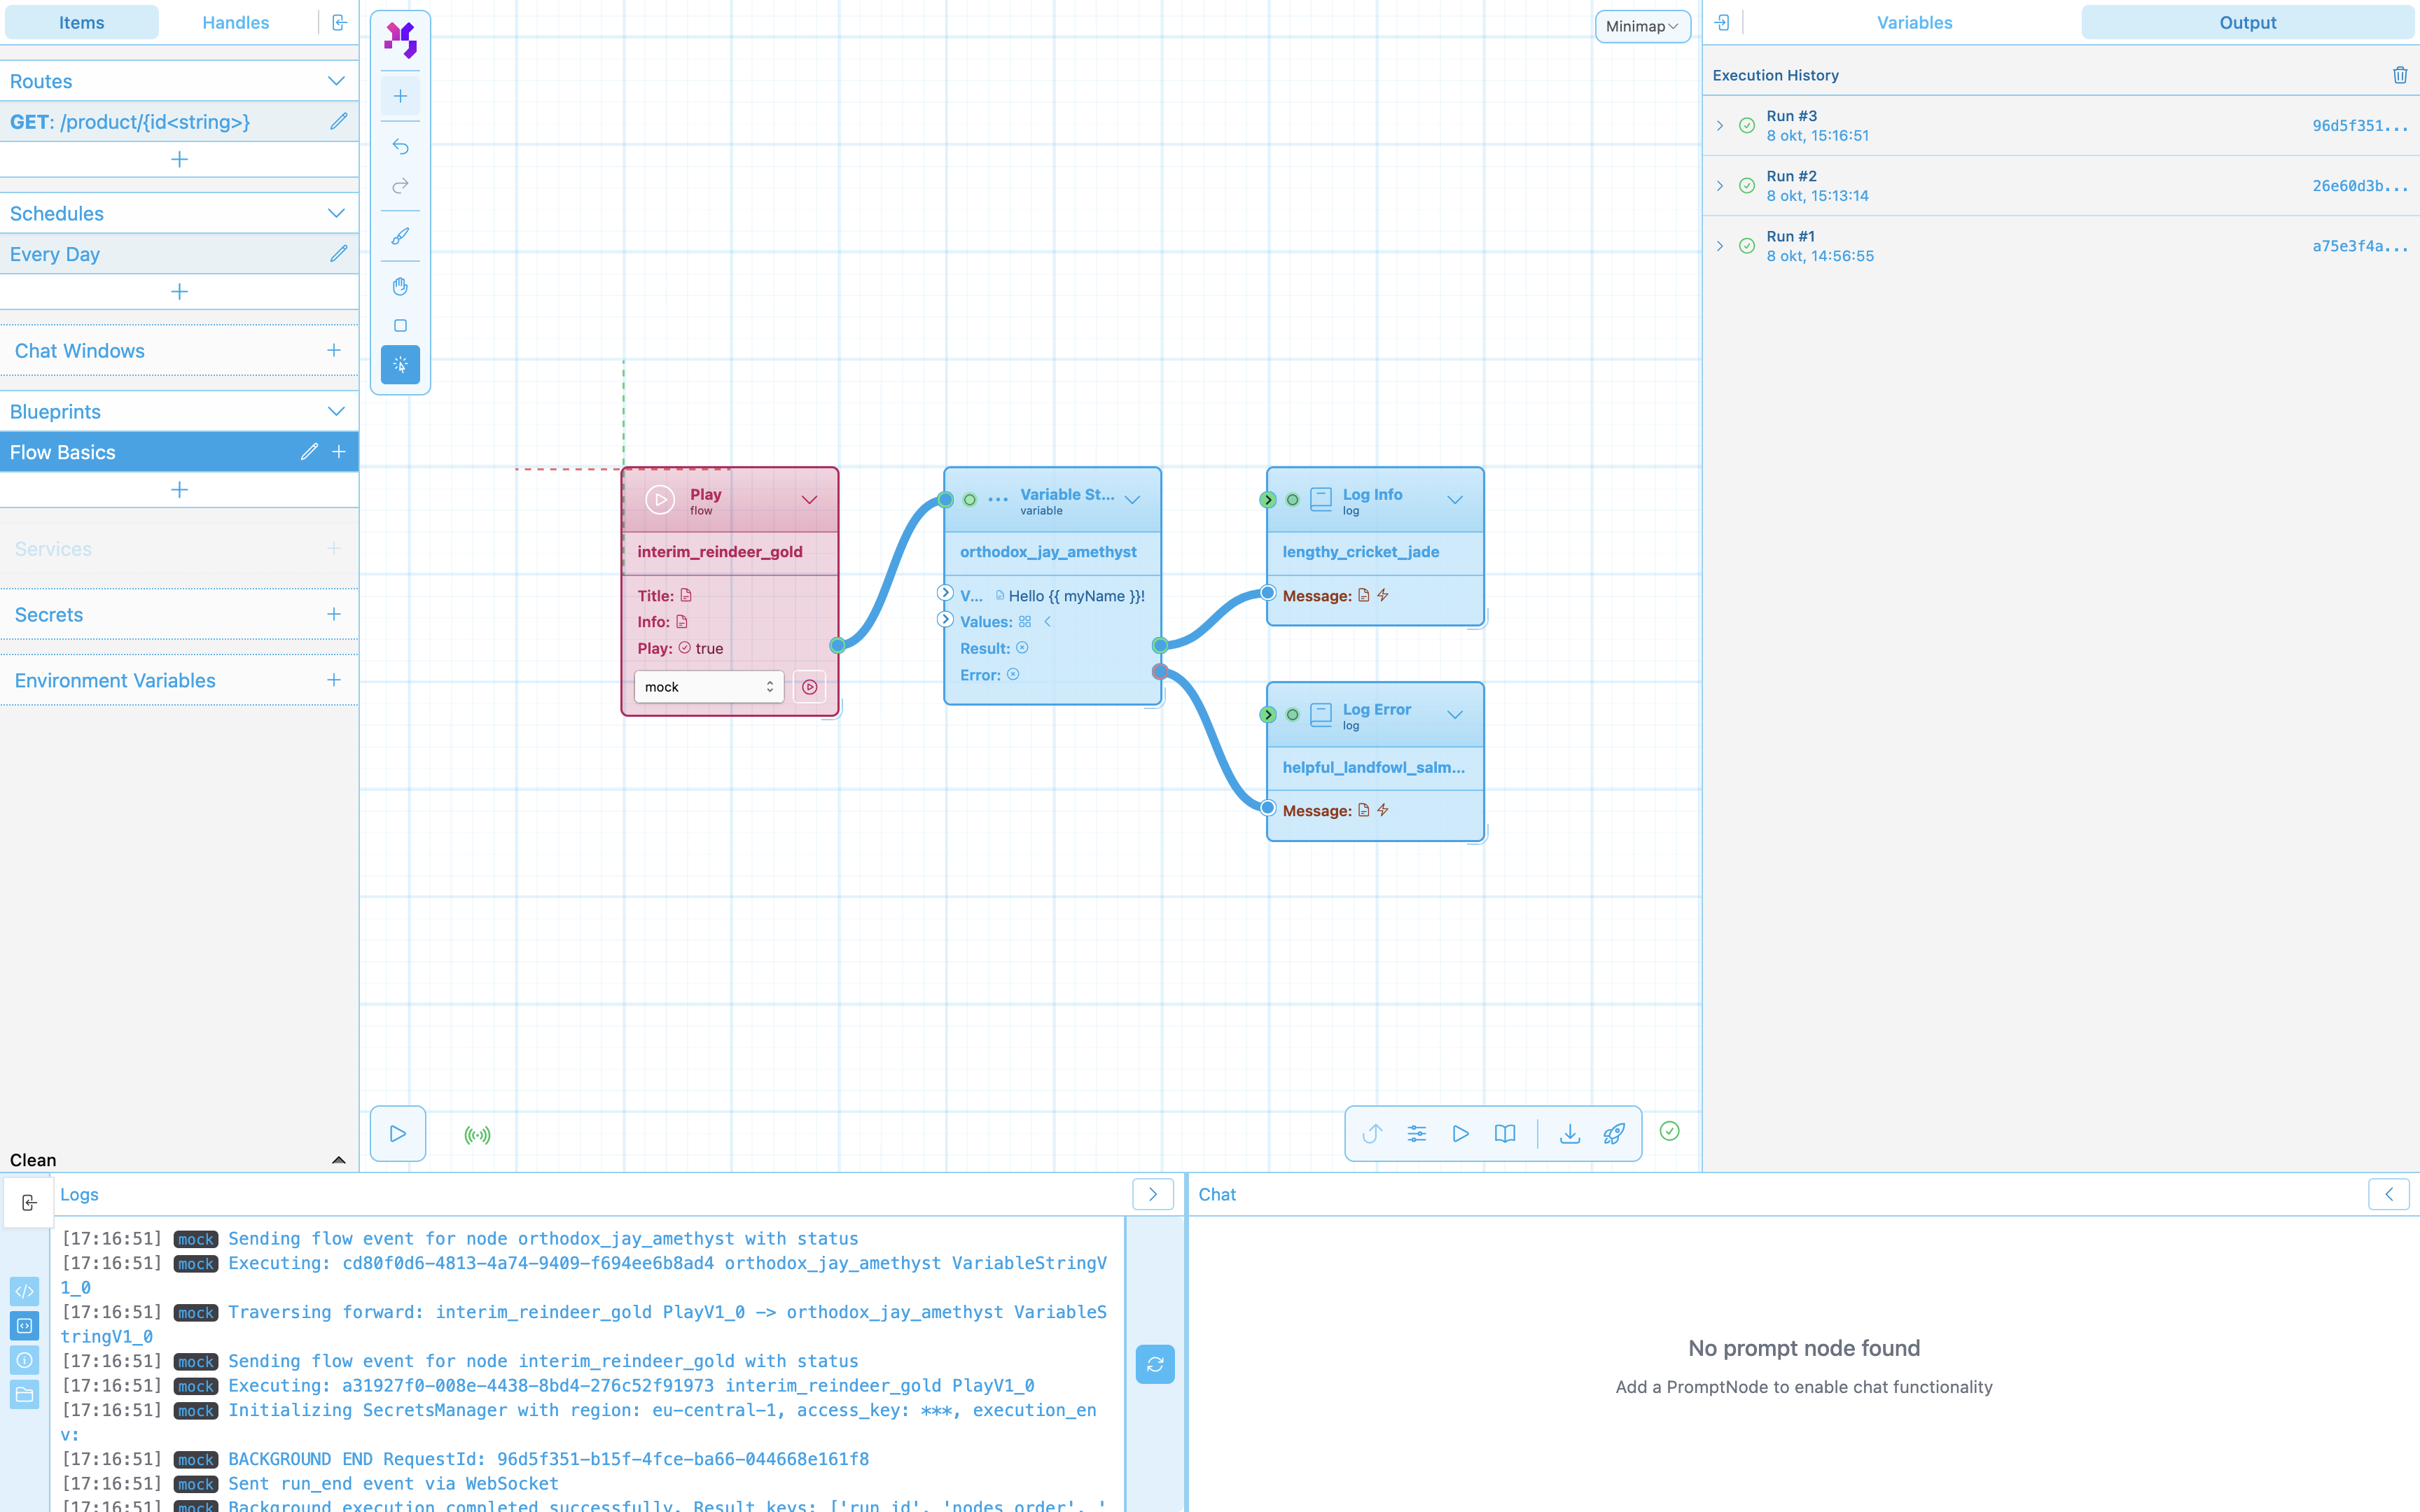 Items
Handles
Routes
GET: /product/{id<string>}
Schedules
Every Day
Chat Windows
Blueprints
Flow Basics
Services
Secrets
Environment Variables
Clean
Minimap
Play
flow
interim_reindeer_gold
Title:
Info:
Play: true
mock
Variable St...
variable
orthodox_jay_amethyst
V... Hello {{ myName }}!
Values:
Result:
Error:
Log Info
log
lengthy_cricket_jade
Message:
Log Error
log
helpful_landfowl_salm...
Message:
Variables
Output
Execution History
Run #3
8 okt, 15:16:51
96d5f351...
Run #2
8 okt, 15:13:14
26e60d3b...
Run #1
8 okt, 14:56:55
a75e3f4a...
Logs
[17:16:51] mock Sending flow event for node orthodox_jay_amethyst with status
[17:16:51] mock Executing: cd80f0d6-4813-4a74-9409-f694ee6b8ad4 orthodox_jay_amethyst VariableStringV
1_0
[17:16:51] mock Traversing forward: interim_reindeer_gold PlayV1_0 -> orthodox_jay_amethyst VariableS
tringV1_0
[17:16:51] mock Sending flow event for node interim_reindeer_gold with status
[17:16:51] mock Executing: a31927f0-008e-4438-8bd4-276c52f91973 interim_reindeer_gold PlayV1_0
[17:16:51] mock Initializing SecretsManager with region: eu-central-1, access_key: ***, execution_en
v:
[17:16:51] mock BACKGROUND END RequestId: 96d5f351-b15f-4fce-ba66-044668e161f8
[17:16:51] mock Sent run_end event via WebSocket
[17:16:51] mock Background execution completed successfully. Result keys: ['run_id', 'nodes_order', '
Chat
No prompt node found
Add a PromptNode to enable chat functionality